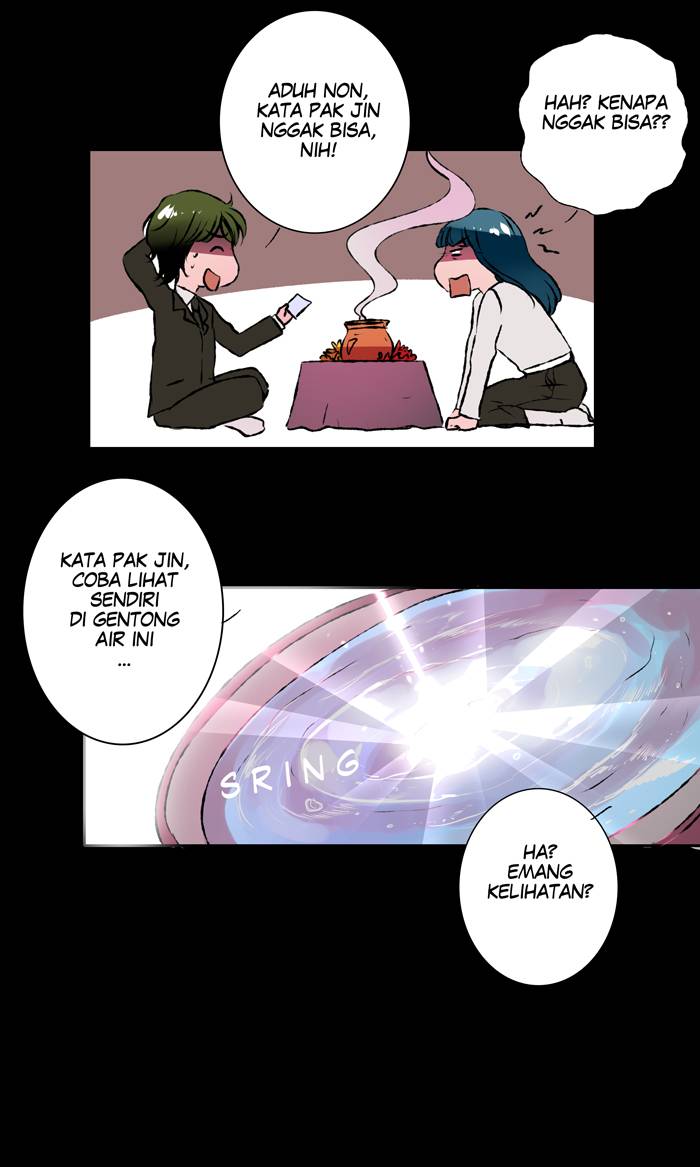 ADUH NON,
KATA PAK JIN
NGGAK BISA,
NIH!
HAH? KENAPA
NGGAK BISA??
KATA PAK JIN,
COBA LIHAT
SENDIRI
DI GENTONG
AIR INI
...
SRING
HA?
EMANG
KELIHATAN?